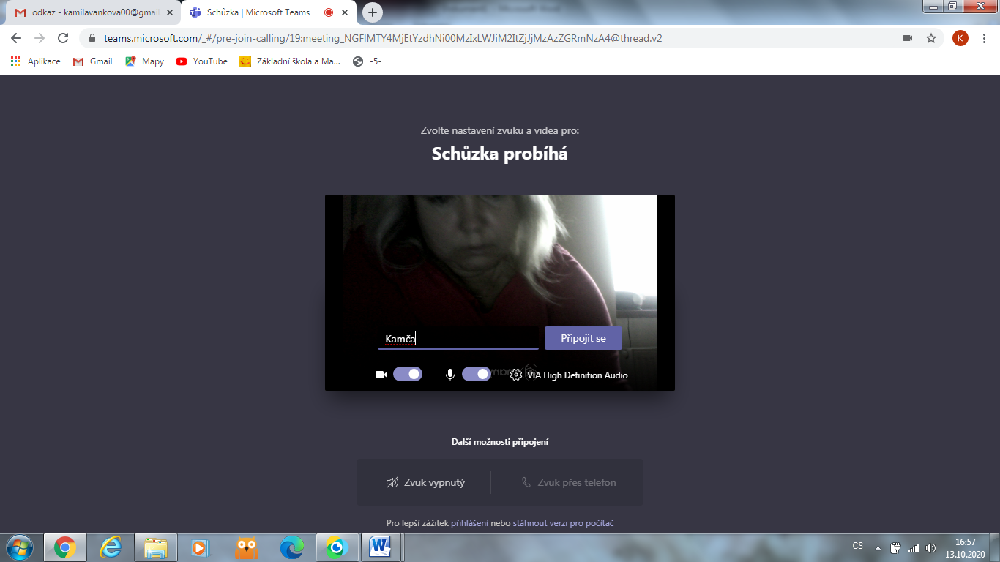 odkaz - kamilavankova00@gmai
Schůzka | Microsoft Teams
teams.microsoft.com/_#/pre-join-calling/19:meeting_NGFlMTY4MjEtYzdhNi00MzIxLWJiM2ItZjJjMzAzZGRmNzA4@thread.v2
K
Aplikace
Gmail
Mapy
YouTube
Základní škola a Ma...
-5-
Zvolte nastavení zvuku a videa pro:
Schůzka probíhá
Kamča
Připojit se
VIA High Definition Audio
Další možnosti připojení
Zvuk vypnutý
Zvuk přes telefon
Pro lepší zážitek přihlášení nebo stáhnout verzi pro počítač
CS
16:57
13.10.2020